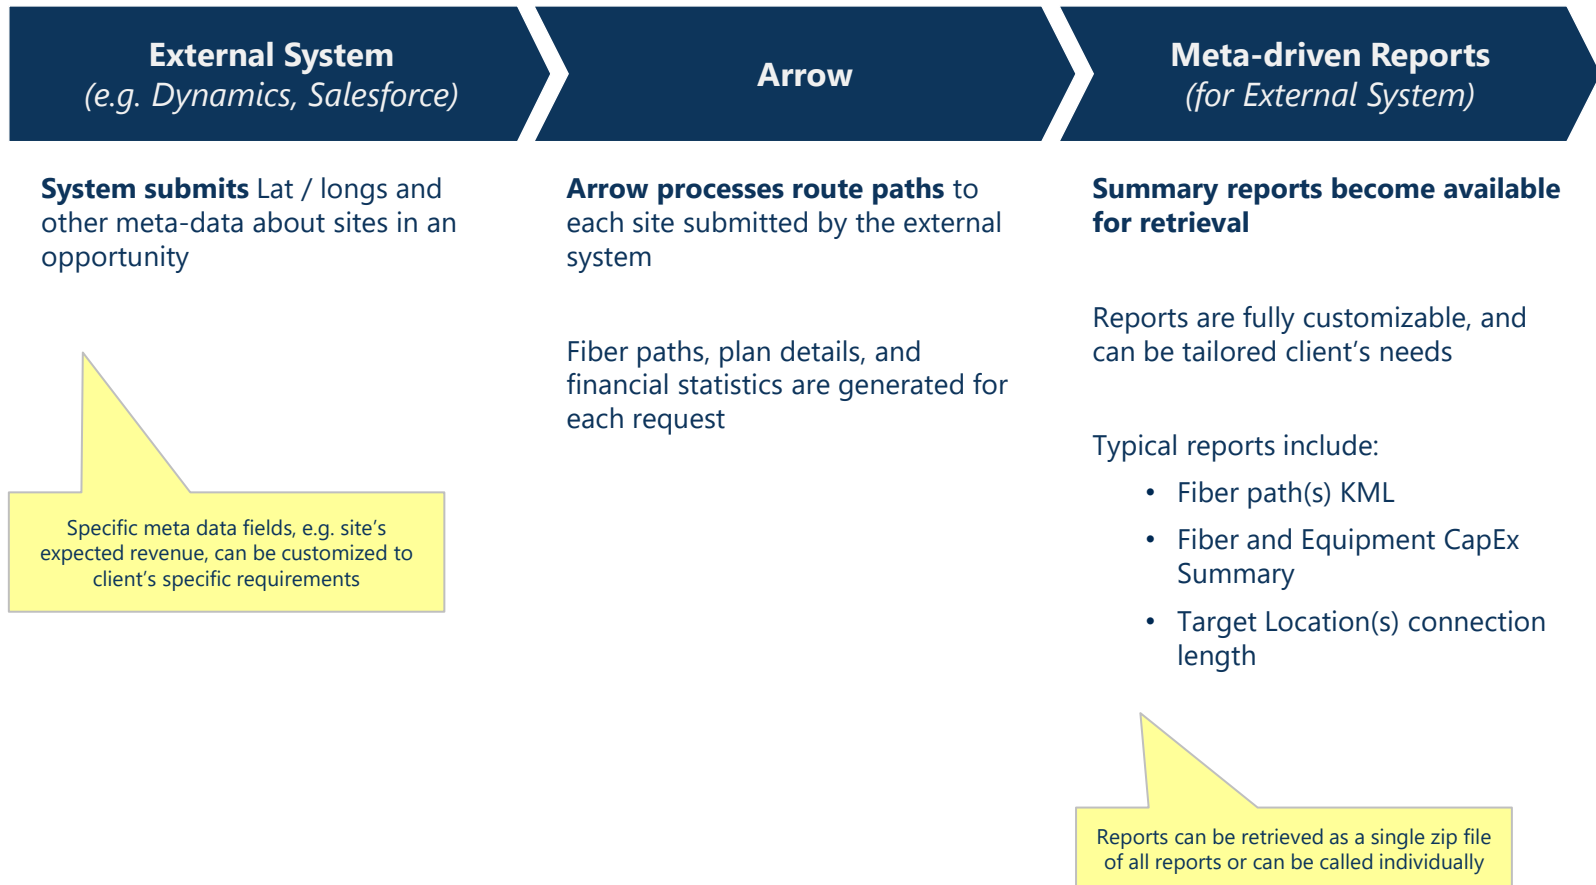 External System
(e.g. Dynamics, Salesforce)
Arrow
Meta-driven Reports
(for External System)
System submits Lat / longs and
other meta-data about sites in an
opportunity
Specific meta data fields, e.g. site's
expected revenue, can be customized to
client's specific requirements
Arrow processes route paths to
each site submitted by the external
system
Fiber paths, plan details, and
financial statistics are generated for
each request
Summary reports become available
for retrieval
Reports are fully customizable, and
can be tailored client's needs
Typical reports include:
• Fiber path(s) KML
• Fiber and Equipment CapEx
Summary
• Target Location(s) connection
length
Reports can be retrieved as a single zip file
of all reports or can be called individually